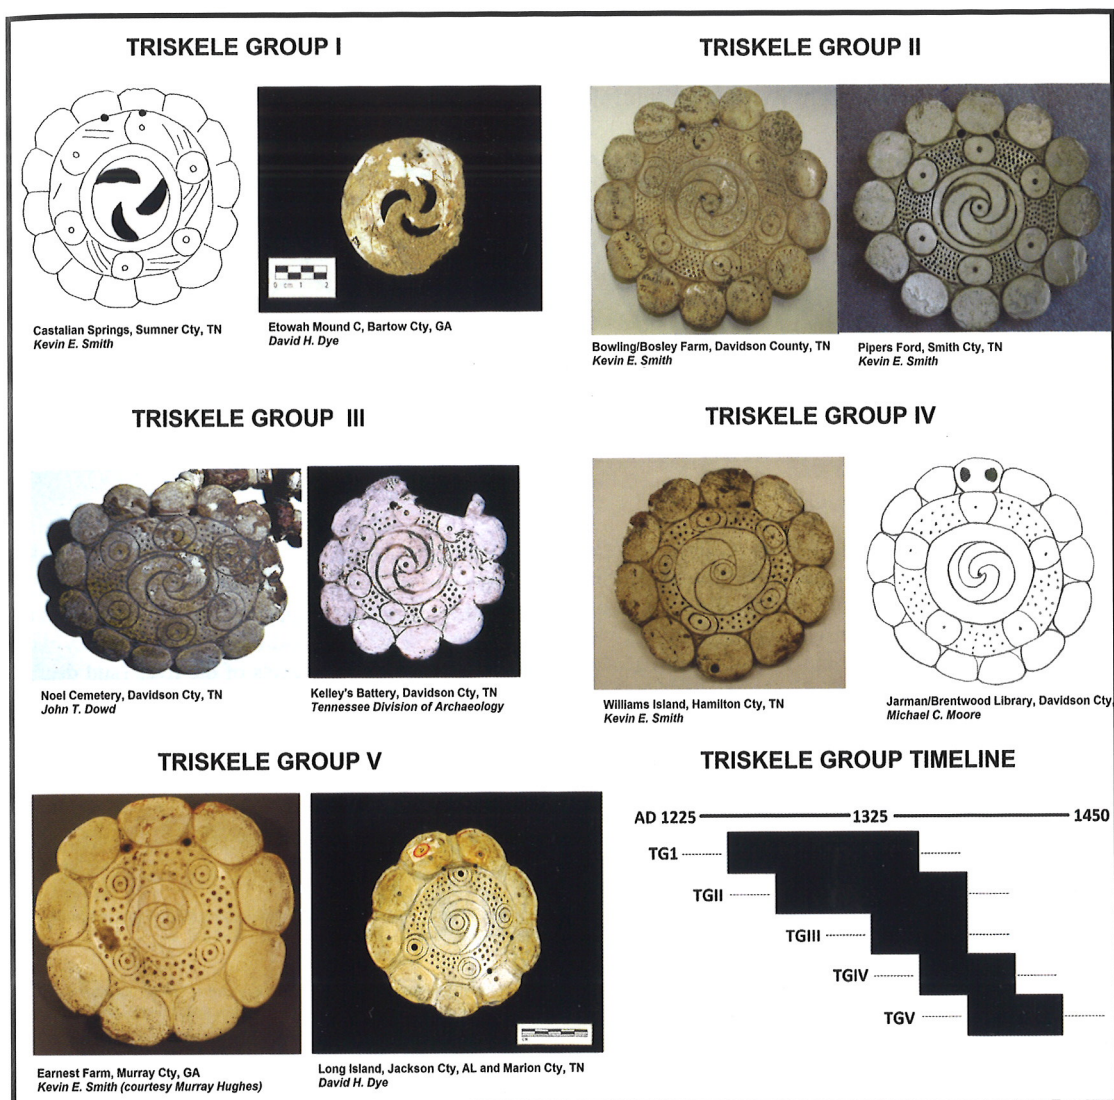 TRISKELE GROUP I
TRISKELE GROUP II
0 cm 1 2
Castalian Springs, Sumner Cty, TN
Kevin E. Smith
Etowah Mound C, Bartow Cty, GA
David H. Dye
Bowling/Bosley Farm, Davidson County, TN
Kevin E. Smith
Pipers Ford, Smith Cty, TN
Kevin E. Smith
TRISKELE GROUP III
TRISKELE GROUP IV
Noel Cemetery, Davidson Cty, TN
John T. Dowd
Kelley's Battery, Davidson Cty, TN
Tennessee Division of Archaeology
Williams Island, Hamilton Cty, TN
Kevin E. Smith
Jarman/Brentwood Library, Davidson Cty,
Michael C. Moore
TRISKELE GROUP V
TRISKELE GROUP TIMELINE
AD 1225 1325 1450
TG1
TGII
TGIII
TGIV
TGV
Earnest Farm, Murray Cty, GA
Kevin E. Smith (courtesy Murray Hughes)
Long Island, Jackson Cty, AL and Marion Cty, TN
David H. Dye